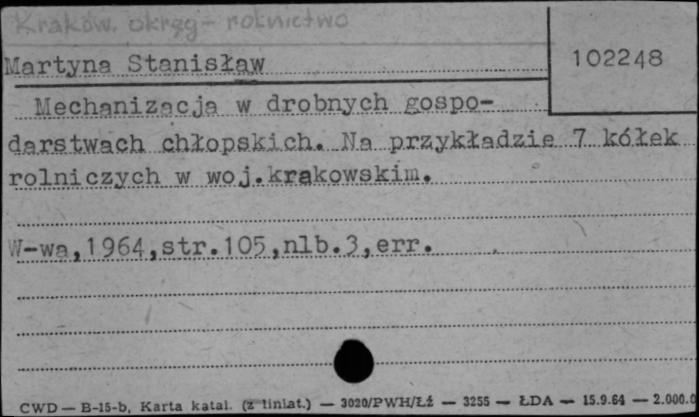 Kraków, okręg - rolnictwo
Martyna Stanisław
102248
Mechanizacja w drobnych gospo-
darstwach chłopskich. Na przykładzie 7 kółek
rolniczych w woj.krakowskim.
W-wa,1964,str.105,nlb.3,err.
CWD — B-15-b, Karta katal. (z liniat.) — 3020/PWH/Łź — 3255 — ŁDA — 15.9.64 — 2.000.0